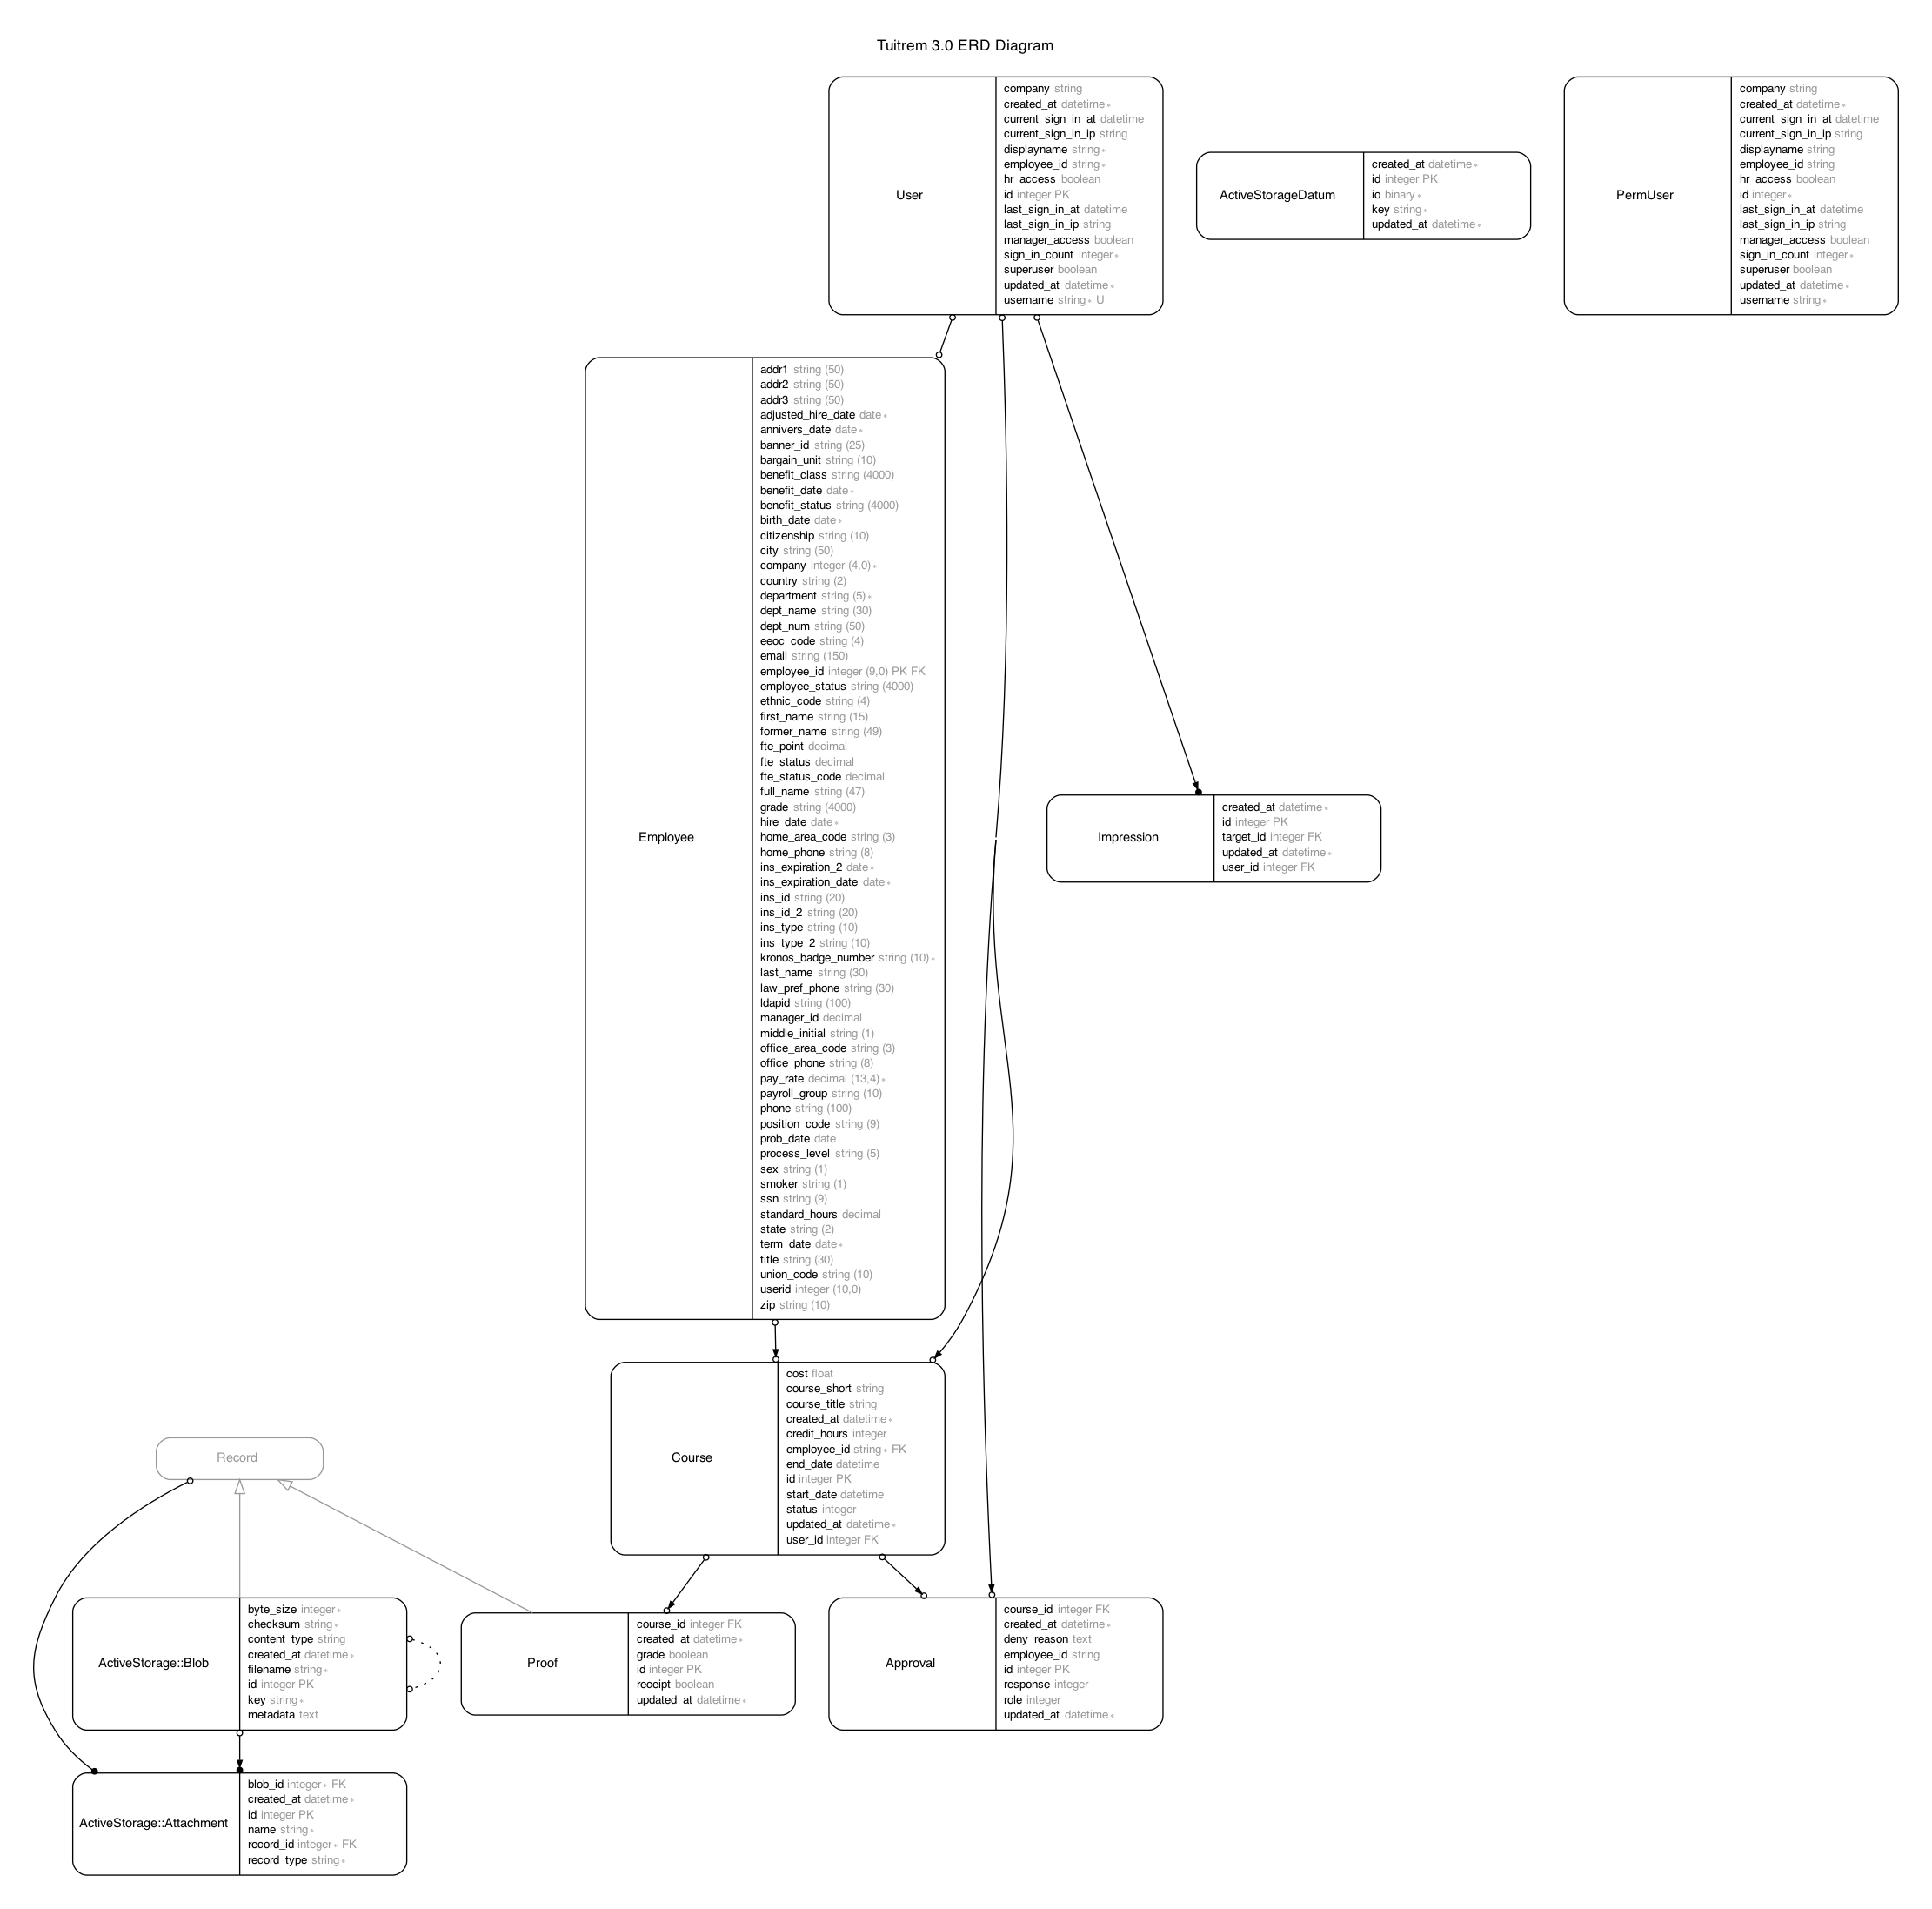 Tuitrem 3.0 ERD Diagram
User
company string
created_at datetime∗
current_sign_in_at datetime
current_sign_in_ip string
displayname string∗
employee_id string∗
hr_access boolean
id integer PK
last_sign_in_at datetime
last_sign_in_ip string
manager_access boolean
sign_in_count integer∗
superuser boolean
updated_at datetime∗
username string∗ U
ActiveStorageDatum
created_at datetime∗
id integer PK
io binary∗
key string∗
updated_at datetime∗
PermUser
company string
created_at datetime∗
current_sign_in_at datetime
current_sign_in_ip string
displayname string
employee_id string
hr_access boolean
id integer∗
last_sign_in_at datetime
last_sign_in_ip string
manager_access boolean
sign_in_count integer∗
superuser boolean
updated_at datetime∗
username string∗
Employee
addr1 string (50)
addr2 string (50)
addr3 string (50)
adjusted_hire_date date∗
annivers_date date∗
banner_id string (25)
bargain_unit string (10)
benefit_class string (4000)
benefit_date date∗
benefit_status string (4000)
birth_date date∗
citizenship string (10)
city string (50)
company integer (4,0)∗
country string (2)
department string (5)∗
dept_name string (30)
dept_num string (50)
eeoc_code string (4)
email string (150)
employee_id integer (9,0) PK FK
employee_status string (4000)
ethnic_code string (4)
first_name string (15)
former_name string (49)
fte_point decimal
fte_status decimal
fte_status_code decimal
full_name string (47)
grade string (4000)
hire_date date∗
home_area_code string (3)
home_phone string (8)
ins_expiration_2 date∗
ins_expiration_date date∗
ins_id string (20)
ins_id_2 string (20)
ins_type string (10)
ins_type_2 string (10)
kronos_badge_number string (10)∗
last_name string (30)
law_pref_phone string (30)
ldapid string (100)
manager_id decimal
middle_initial string (1)
office_area_code string (3)
office_phone string (8)
pay_rate decimal (13,4)∗
payroll_group string (10)
phone string (100)
position_code string (9)
prob_date date
process_level string (5)
sex string (1)
smoker string (1)
ssn string (9)
standard_hours decimal
state string (2)
term_date date∗
title string (30)
union_code string (10)
userid integer (10,0)
zip string (10)
Impression
created_at datetime∗
id integer PK
target_id integer FK
updated_at datetime∗
user_id integer FK
Course
cost float
course_short string
course_title string
created_at datetime∗
credit_hours integer
employee_id string∗ FK
end_date datetime
id integer PK
start_date datetime
status integer
updated_at datetime∗
user_id integer FK
Record
ActiveStorage::Blob
byte_size integer∗
checksum string∗
content_type string
created_at datetime∗
filename string∗
id integer PK
key string∗
metadata text
Proof
course_id integer FK
created_at datetime∗
grade boolean
id integer PK
receipt boolean
updated_at datetime∗
Approval
course_id integer FK
created_at datetime∗
deny_reason text
employee_id string
id integer PK
response integer
role integer
updated_at datetime∗
ActiveStorage::Attachment
blob_id integer∗ FK
created_at datetime∗
id integer PK
name string∗
record_id integer∗ FK
record_type string∗